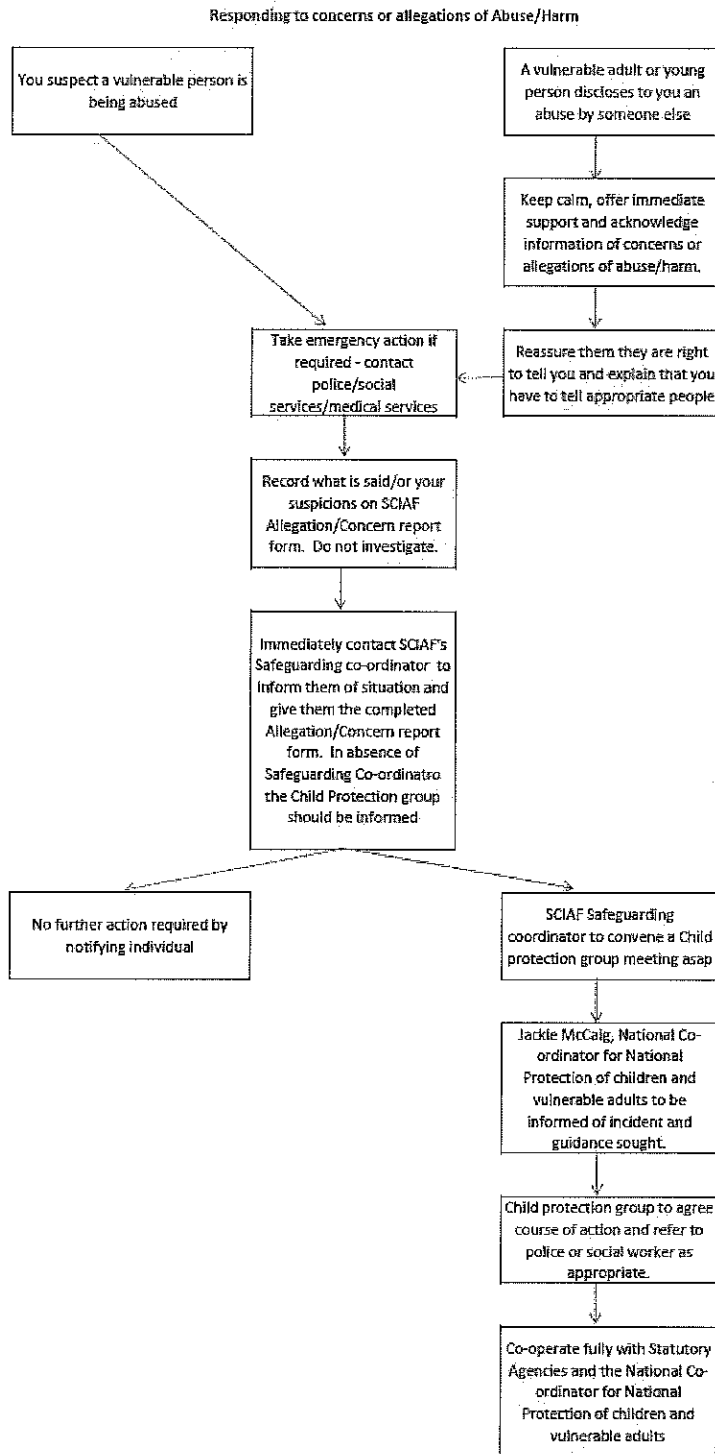 Responding to concerns or allegations of Abuse/Harm
You suspect a vulnerable person is
being abused
A vulnerable adult or young
person discloses to you an
abuse by someone else
Keep calm, offer immediate
support and acknowledge
information of concerns or
allegations of abuse/harm.
Take emergency action if
required - contact
police/social
services/medical services
Reassure them they are right
to tell you and explain that you
have to tell appropriate people
Record what is said/or your
suspicions on SCIAF
Allegation/Concern report
form. Do not investigate.
Immediately contact SCIAF's
Safeguarding co-ordinator to
inform them of situation and
give them the completed
Allegation/Concern report
form. In absence of
Safeguarding Co-ordinatro
the Child Protection group
should be informed
No further action required by
notifying individual
SCIAF Safeguarding
coordinator to convene a Child
protection group meeting asap
Jackie McCaig, National Co-
ordinator for National
Protection of children and
vulnerable adults to be
informed of incident and
guidance sought.
Child protection group to agree
course of action and refer to
police or social worker as
appropriate.
Co-operate fully with Statutory
Agencies and the National Co-
ordinator for National
Protection of children and
vulnerable adults